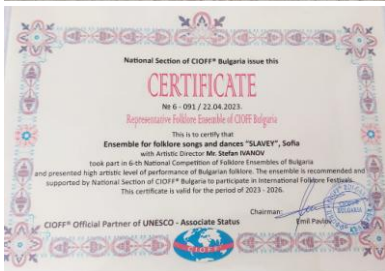 National Section of CIOFF® Bulgaria issue this
CERTIFICATE
№ 6 - 091 / 22.04.2023.
Representative Folklore Ensemble of CIOFF Bulgaria
This is to certify that
Ensemble for folklore songs and dances "SLAVEY", Sofia
with Artistic Director Mr. Stefan IVANOV
took part in 6-th National Competition of Folklore Ensembles of Bulgaria
and presented high artistic level of performance of Bulgarian folklore. The ensemble is recommended and
supported by National Section of CIOFF® Bulgaria to participate in International Folklore Festivals.
This certificate is valid for the period of 2023 - 2026.
Chairman:
CIOFF® Official Partner of UNESCO - Associate Status
Emil Pavlov
CIOFF
BULGARIA